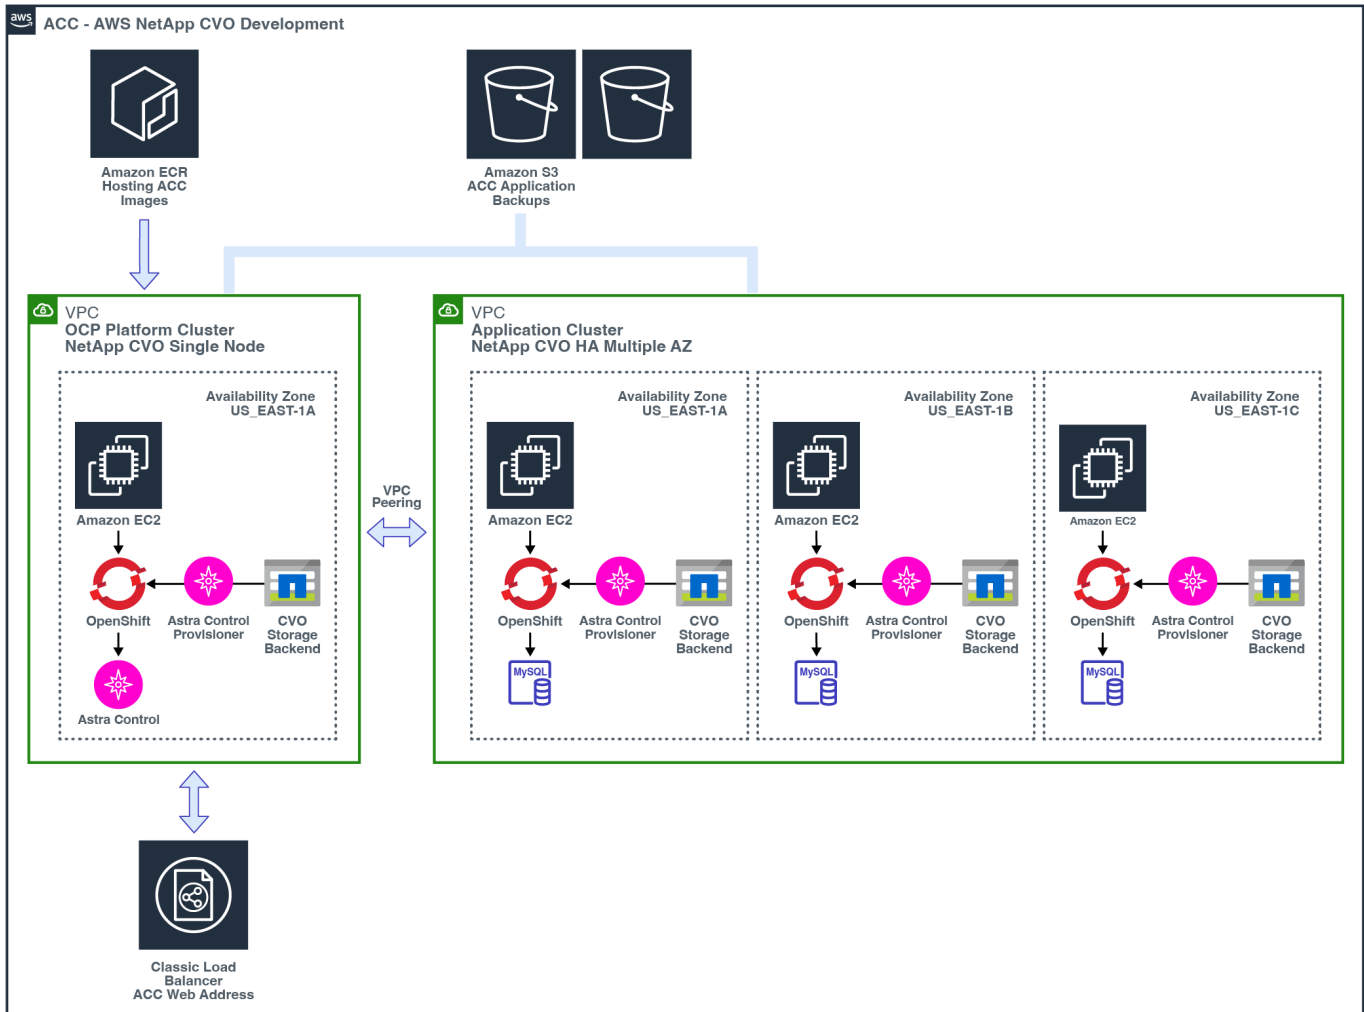 aws
ACC - AWS NetApp CVO Development
Amazon ECR
Hosting ACC
Images
Amazon S3
ACC Application
Backups
VPC
OCP Platform Cluster
NetApp CVO Single Node
Availability Zone
US_EAST-1A
Amazon EC2
OpenShift
Astra Control
Provisioner
CVO
Storage
Backend
Astra Control
VPC
Peering
VPC
Application Cluster
NetApp CVO HA Multiple AZ
Availability Zone
US_EAST-1A
Amazon EC2
OpenShift
Astra Control
Provisioner
CVO
Storage
Backend
MySQL
Availability Zone
US_EAST-1B
Amazon EC2
OpenShift
Astra Control
Provisioner
CVO
Storage
Backend
MySQL
Availability Zone
US_EAST-1C
Amazon EC2
OpenShift
Astra Control
Provisioner
CVO
Storage
Backend
MySQL
Classic Load
Balancer
ACC Web Address